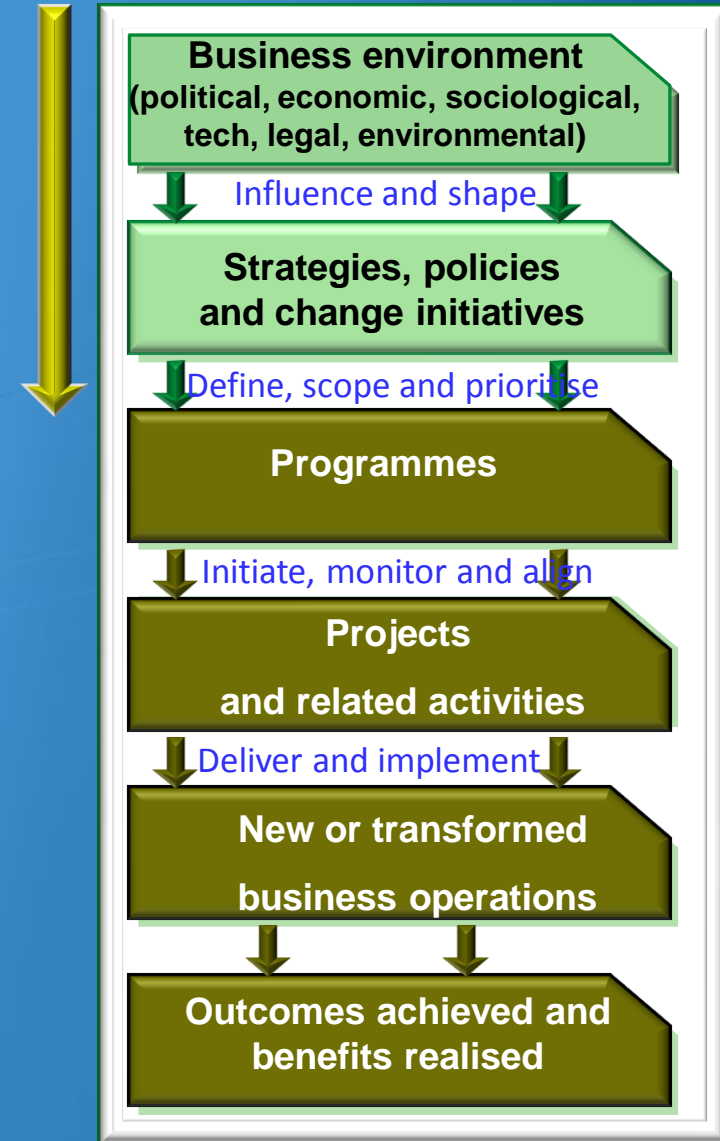 Business environment
(political, economic, sociological,
tech, legal, environmental)
Influence and shape
Strategies, policies
and change initiatives
Define, scope and prioritise
Programmes
Initiate, monitor and align
Projects
and related activities
Deliver and implement
New or transformed
business operations
Outcomes achieved and
benefits realised